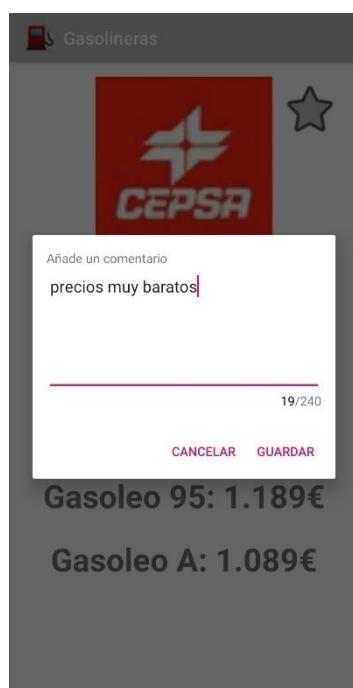 Gasolineras
CEPSA
Añade un comentario
precios muy baratos
19/240
CANCELAR GUARDAR
Gasoleo 95: 1.189€
Gasoleo A: 1.089€